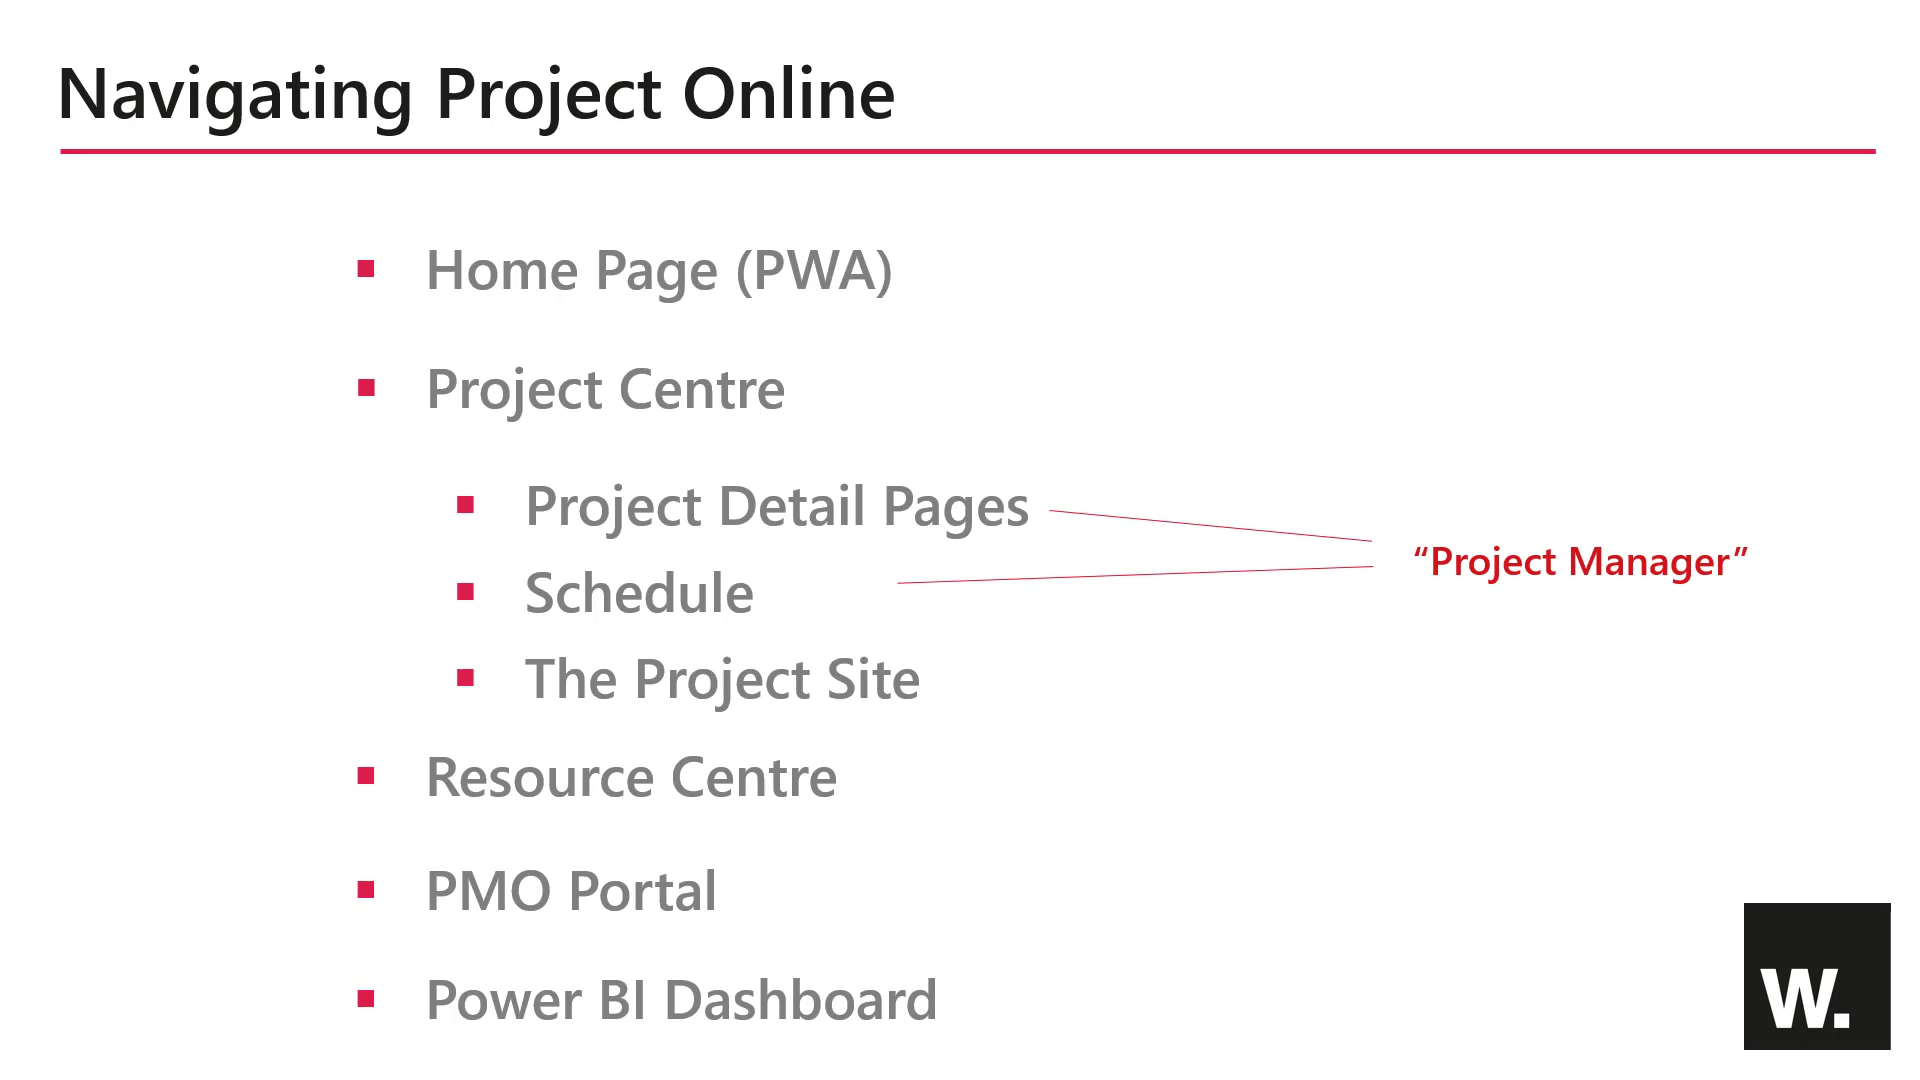 Navigating Project Online
Home Page (PWA)
Project Centre
Project Detail Pages
Schedule
The Project Site
“Project Manager”
Resource Centre
PMO Portal
Power BI Dashboard
W.